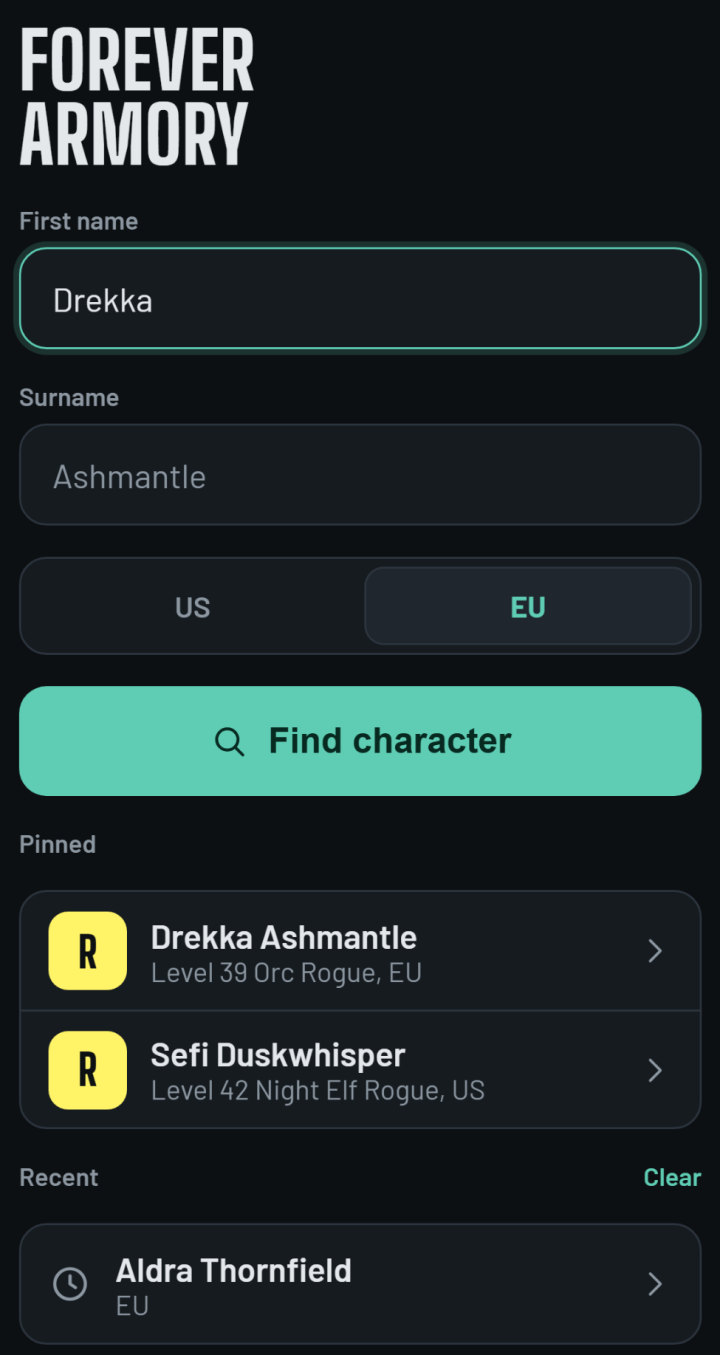 FOREVER
ARMORY
First name
Drekka
Surname
Ashmantle
US
EU
Find character
Pinned
R
Drekka Ashmantle
Level 39 Orc Rogue, EU
R
Sefi Duskwhisper
Level 42 Night Elf Rogue, US
Recent
Clear
Aldra Thornfield
EU